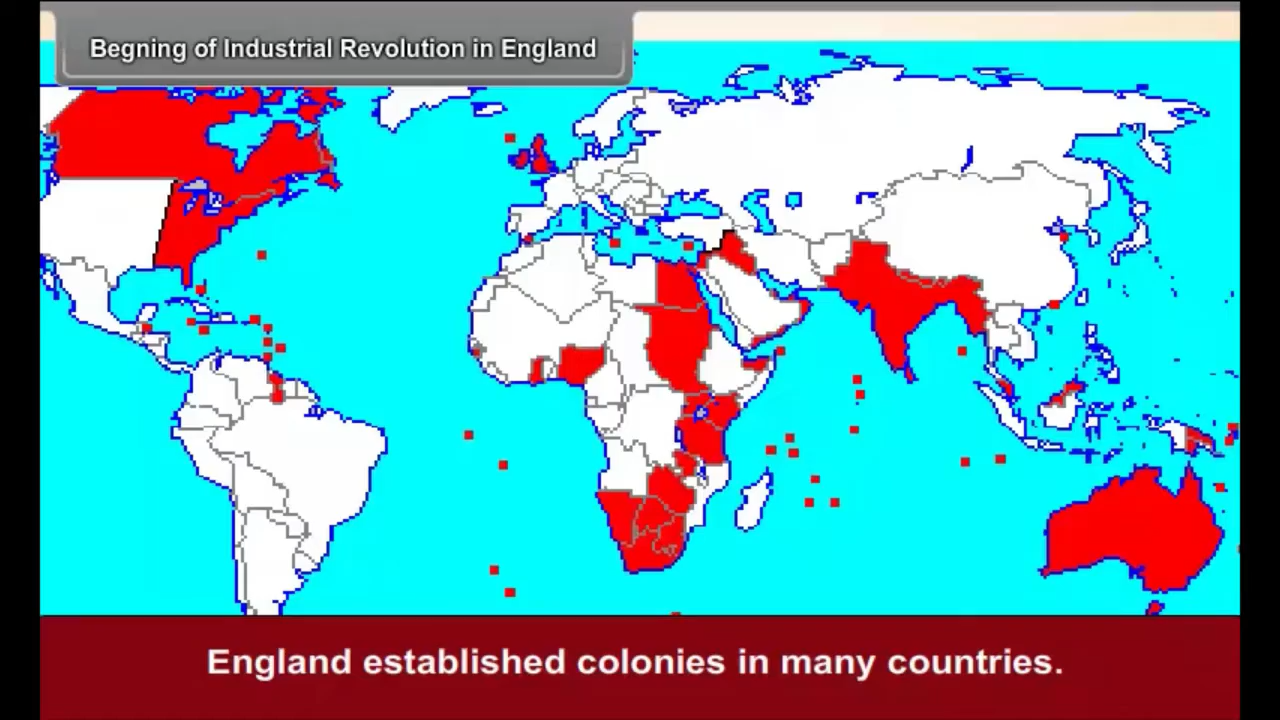 Begning of Industrial Revolution in England
England established colonies in many countries.